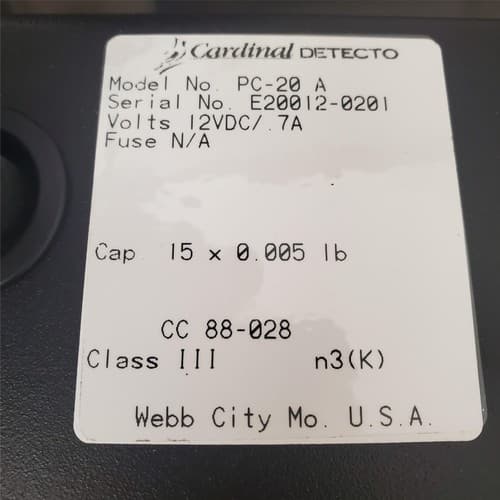 Cardinal DETECTO
Model No. PC-20 A
Serial No. E20012-0201
Volts 12VDC/.7A
Fuse N/A
Cap 15 x 0.005 lb
CC 88-028
Class III n3(K)
Webb City Mo. U.S.A.